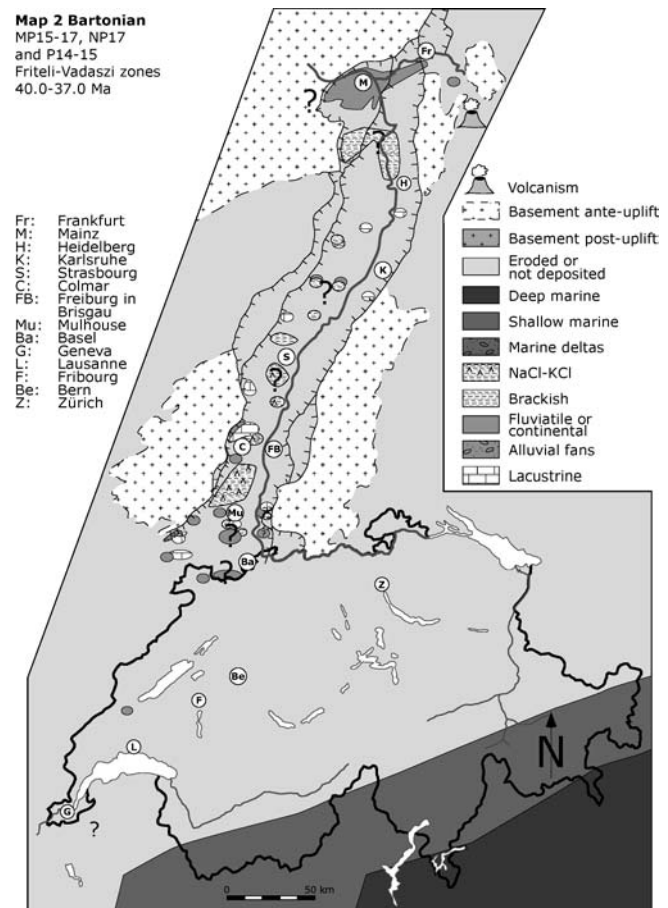 Map 2 Bartonian
MP15-17, NP17
and P14-15
Friteli-Vadaszi zones
40.0-37.0 Ma
Fr: Frankfurt
M: Mainz
H: Heidelberg
K: Karlsruhe
S: Strasbourg
C: Colmar
FB: Freiburg in
Brisgau
Mu: Mulhouse
Ba: Basel
G: Geneva
L: Lausanne
F: Fribourg
Be: Bern
Z: Zürich
Volcanism
Basement ante-uplift
Basement post-uplift
Eroded or
not deposited
Deep marine
Shallow marine
Marine deltas
NaCl-KCl
Brackish
Fluviatile or
continental
Alluvial fans
Lacustrine
Fr
M
?
?
H
K
?
S
?
C
FB
Mu
?
Ba
?
Z
Be
F
L
N
G
?
0 50 km